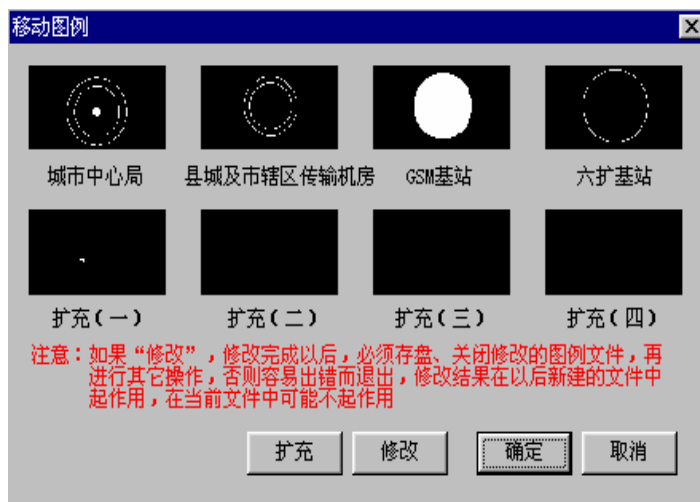 移动图例
城市中心局
县城及市辖区传输机房
GSM基站
六扩基站
扩充(一)
扩充(二)
扩充(三)
扩充(四)
注意：如果“修改”，修改完成以后，必须存盘、关闭修改的图例文件，再
进行其它操作，否则容易出错而退出，修改结果在以后新建的文件中
起作用，在当前文件中可能不起作用
扩充
修改
确定
取消